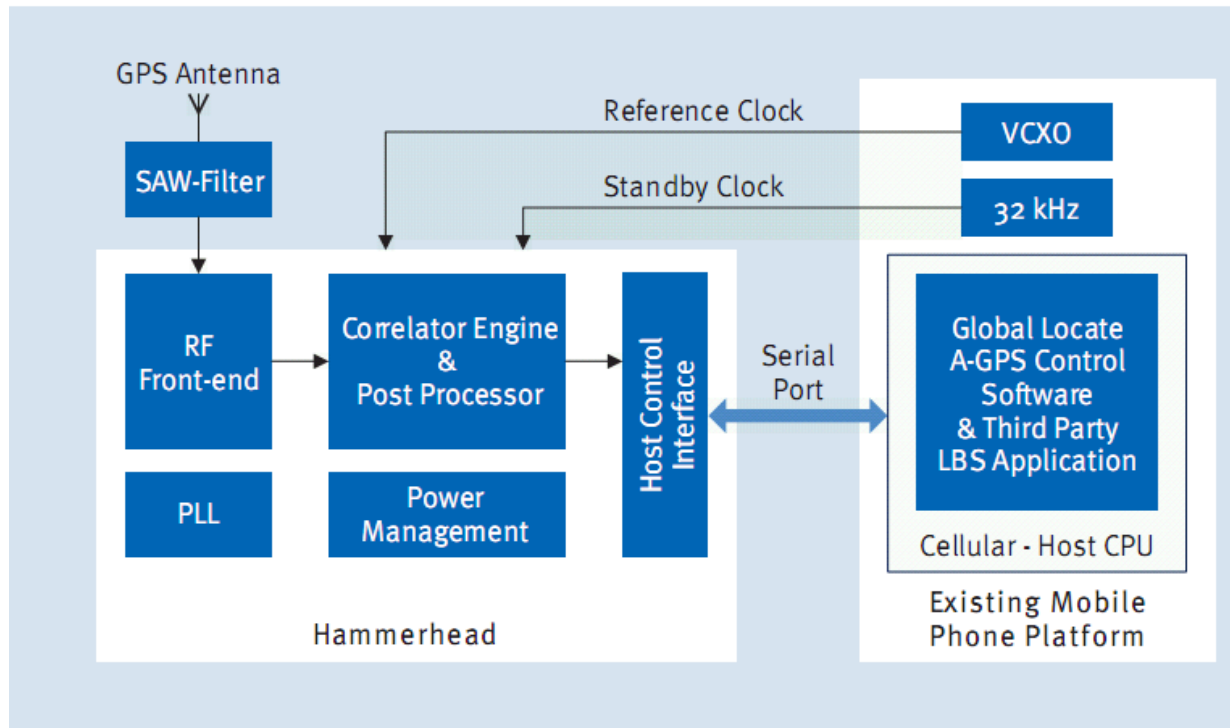 GPS Antenna
SAW-Filter
Reference Clock
VCXO
Standby Clock
32 kHz
RF
Front-end
Correlator Engine
&
Post Processor
Host Control
Interface
PLL
Power
Management
Hammerhead
Serial
Port
Global Locate
A-GPS Control
Software
& Third Party
LBS Application
Cellular - Host CPU
Existing Mobile
Phone Platform